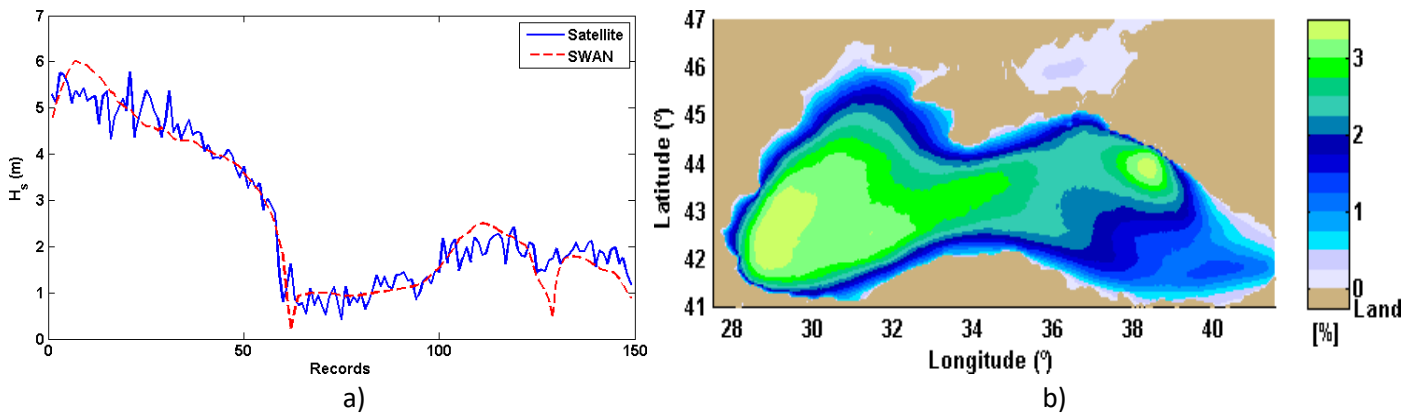 7
6
5
4
3
2
1
0
H_s (m)
0 50 100 150
Records
Satellite
SWAN
a)
47
46
45
44
43
42
41
Latitude (º)
28 30 32 34 36 38 40
Longitude (º)
3
2
1
0
Land
[%]
b)